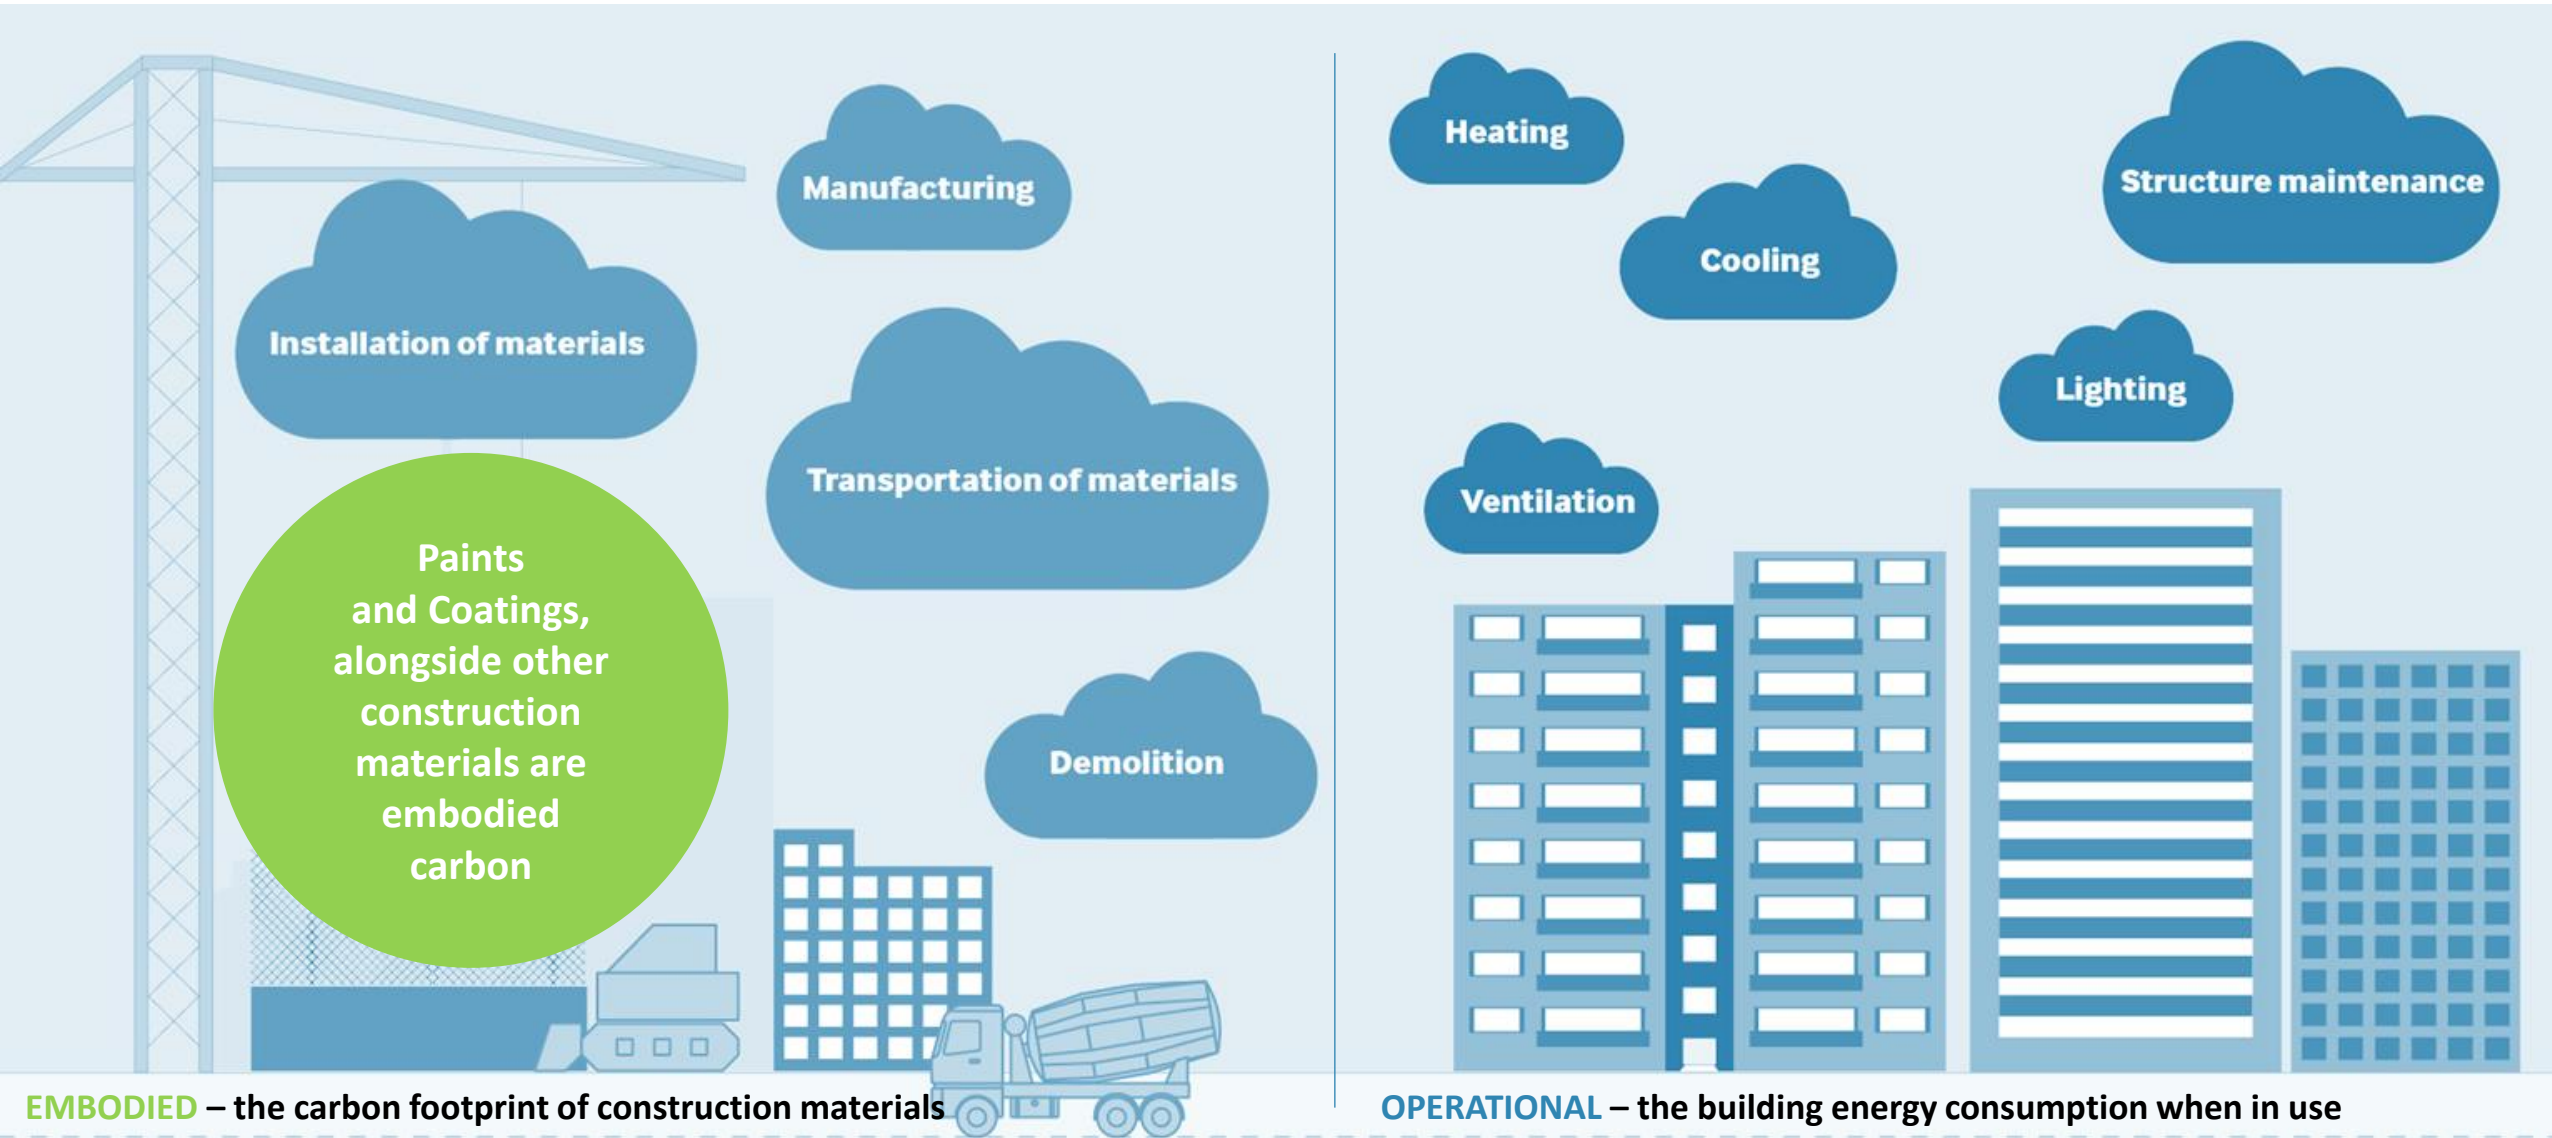 Manufacturing
Installation of materials
Transportation of materials
Paints
and Coatings,
alongside other
construction
materials are
embodied
carbon
Demolition
EMBODIED – the carbon footprint of construction materials
Heating
Structure maintenance
Cooling
Lighting
Ventilation
OPERATIONAL – the building energy consumption when in use